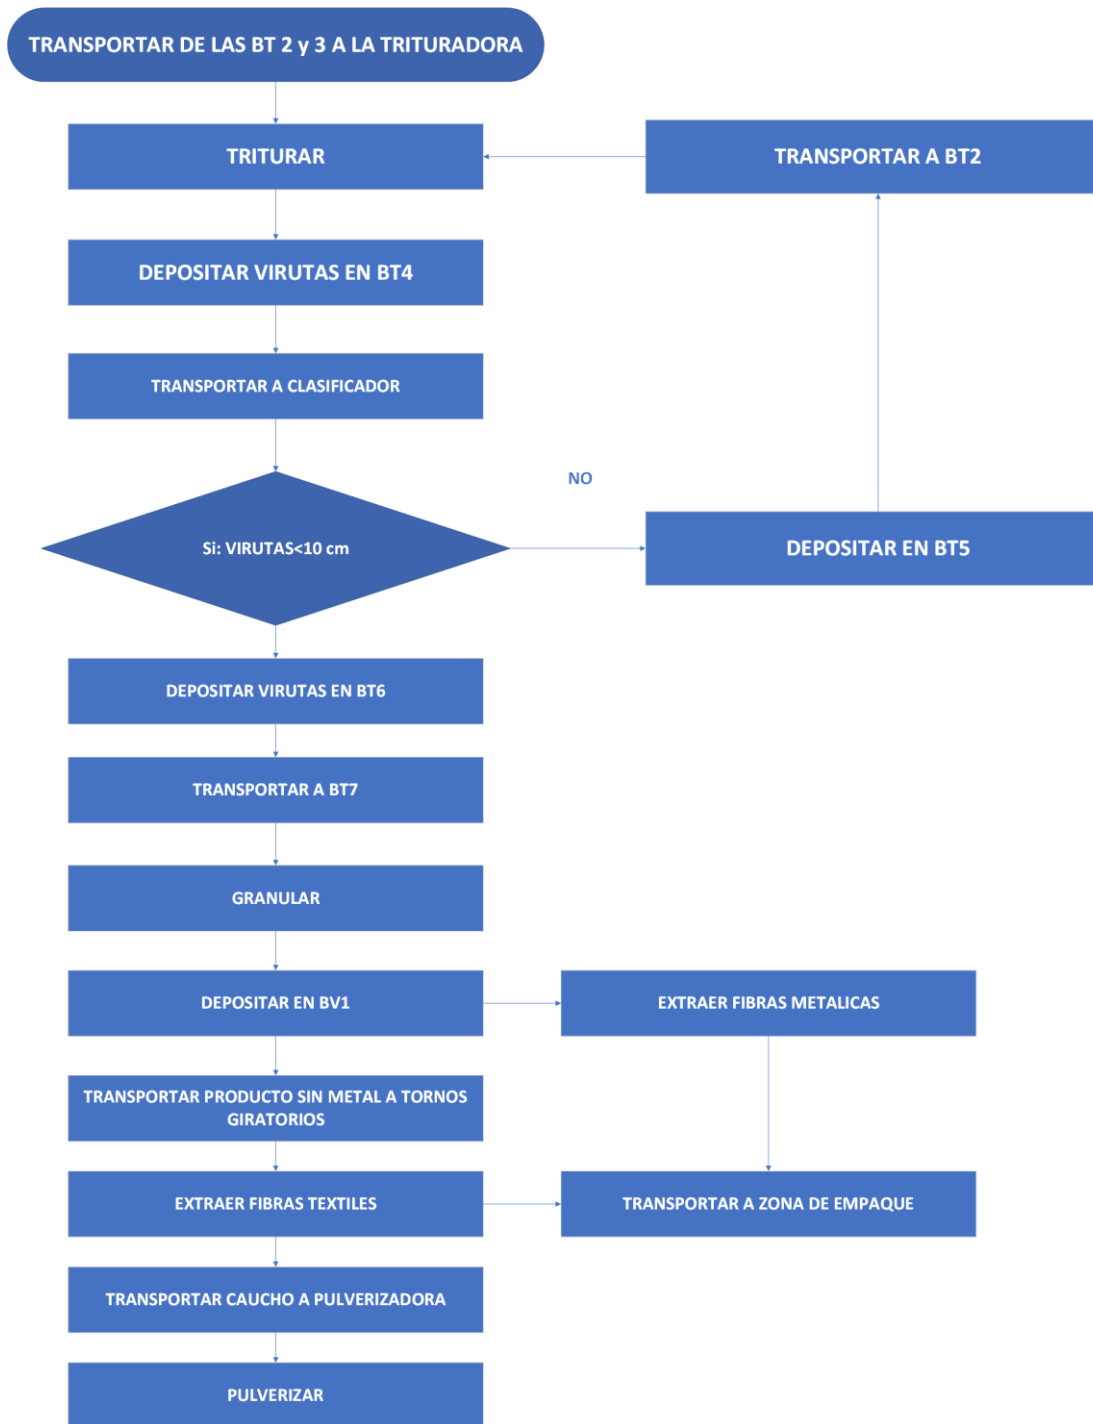 TRANSPORTAR DE LAS BT 2 y 3 A LA TRITURADORA
TRITURAR
TRANSPORTAR A BT2
DEPOSITAR VIRUTAS EN BT4
TRANSPORTAR A CLASIFICADOR
NO
Si: VIRUTAS<10 cm
DEPOSITAR EN BT5
DEPOSITAR VIRUTAS EN BT6
TRANSPORTAR A BT7
GRANULAR
DEPOSITAR EN BV1
EXTRAER FIBRAS METALICAS
TRANSPORTAR PRODUCTO SIN METAL A TORNOS
GIRATORIOS
EXTRAER FIBRAS TEXTILES
TRANSPORTAR A ZONA DE EMPAQUE
TRANSPORTAR CAUCHO A PULVERIZADORA
PULVERIZAR